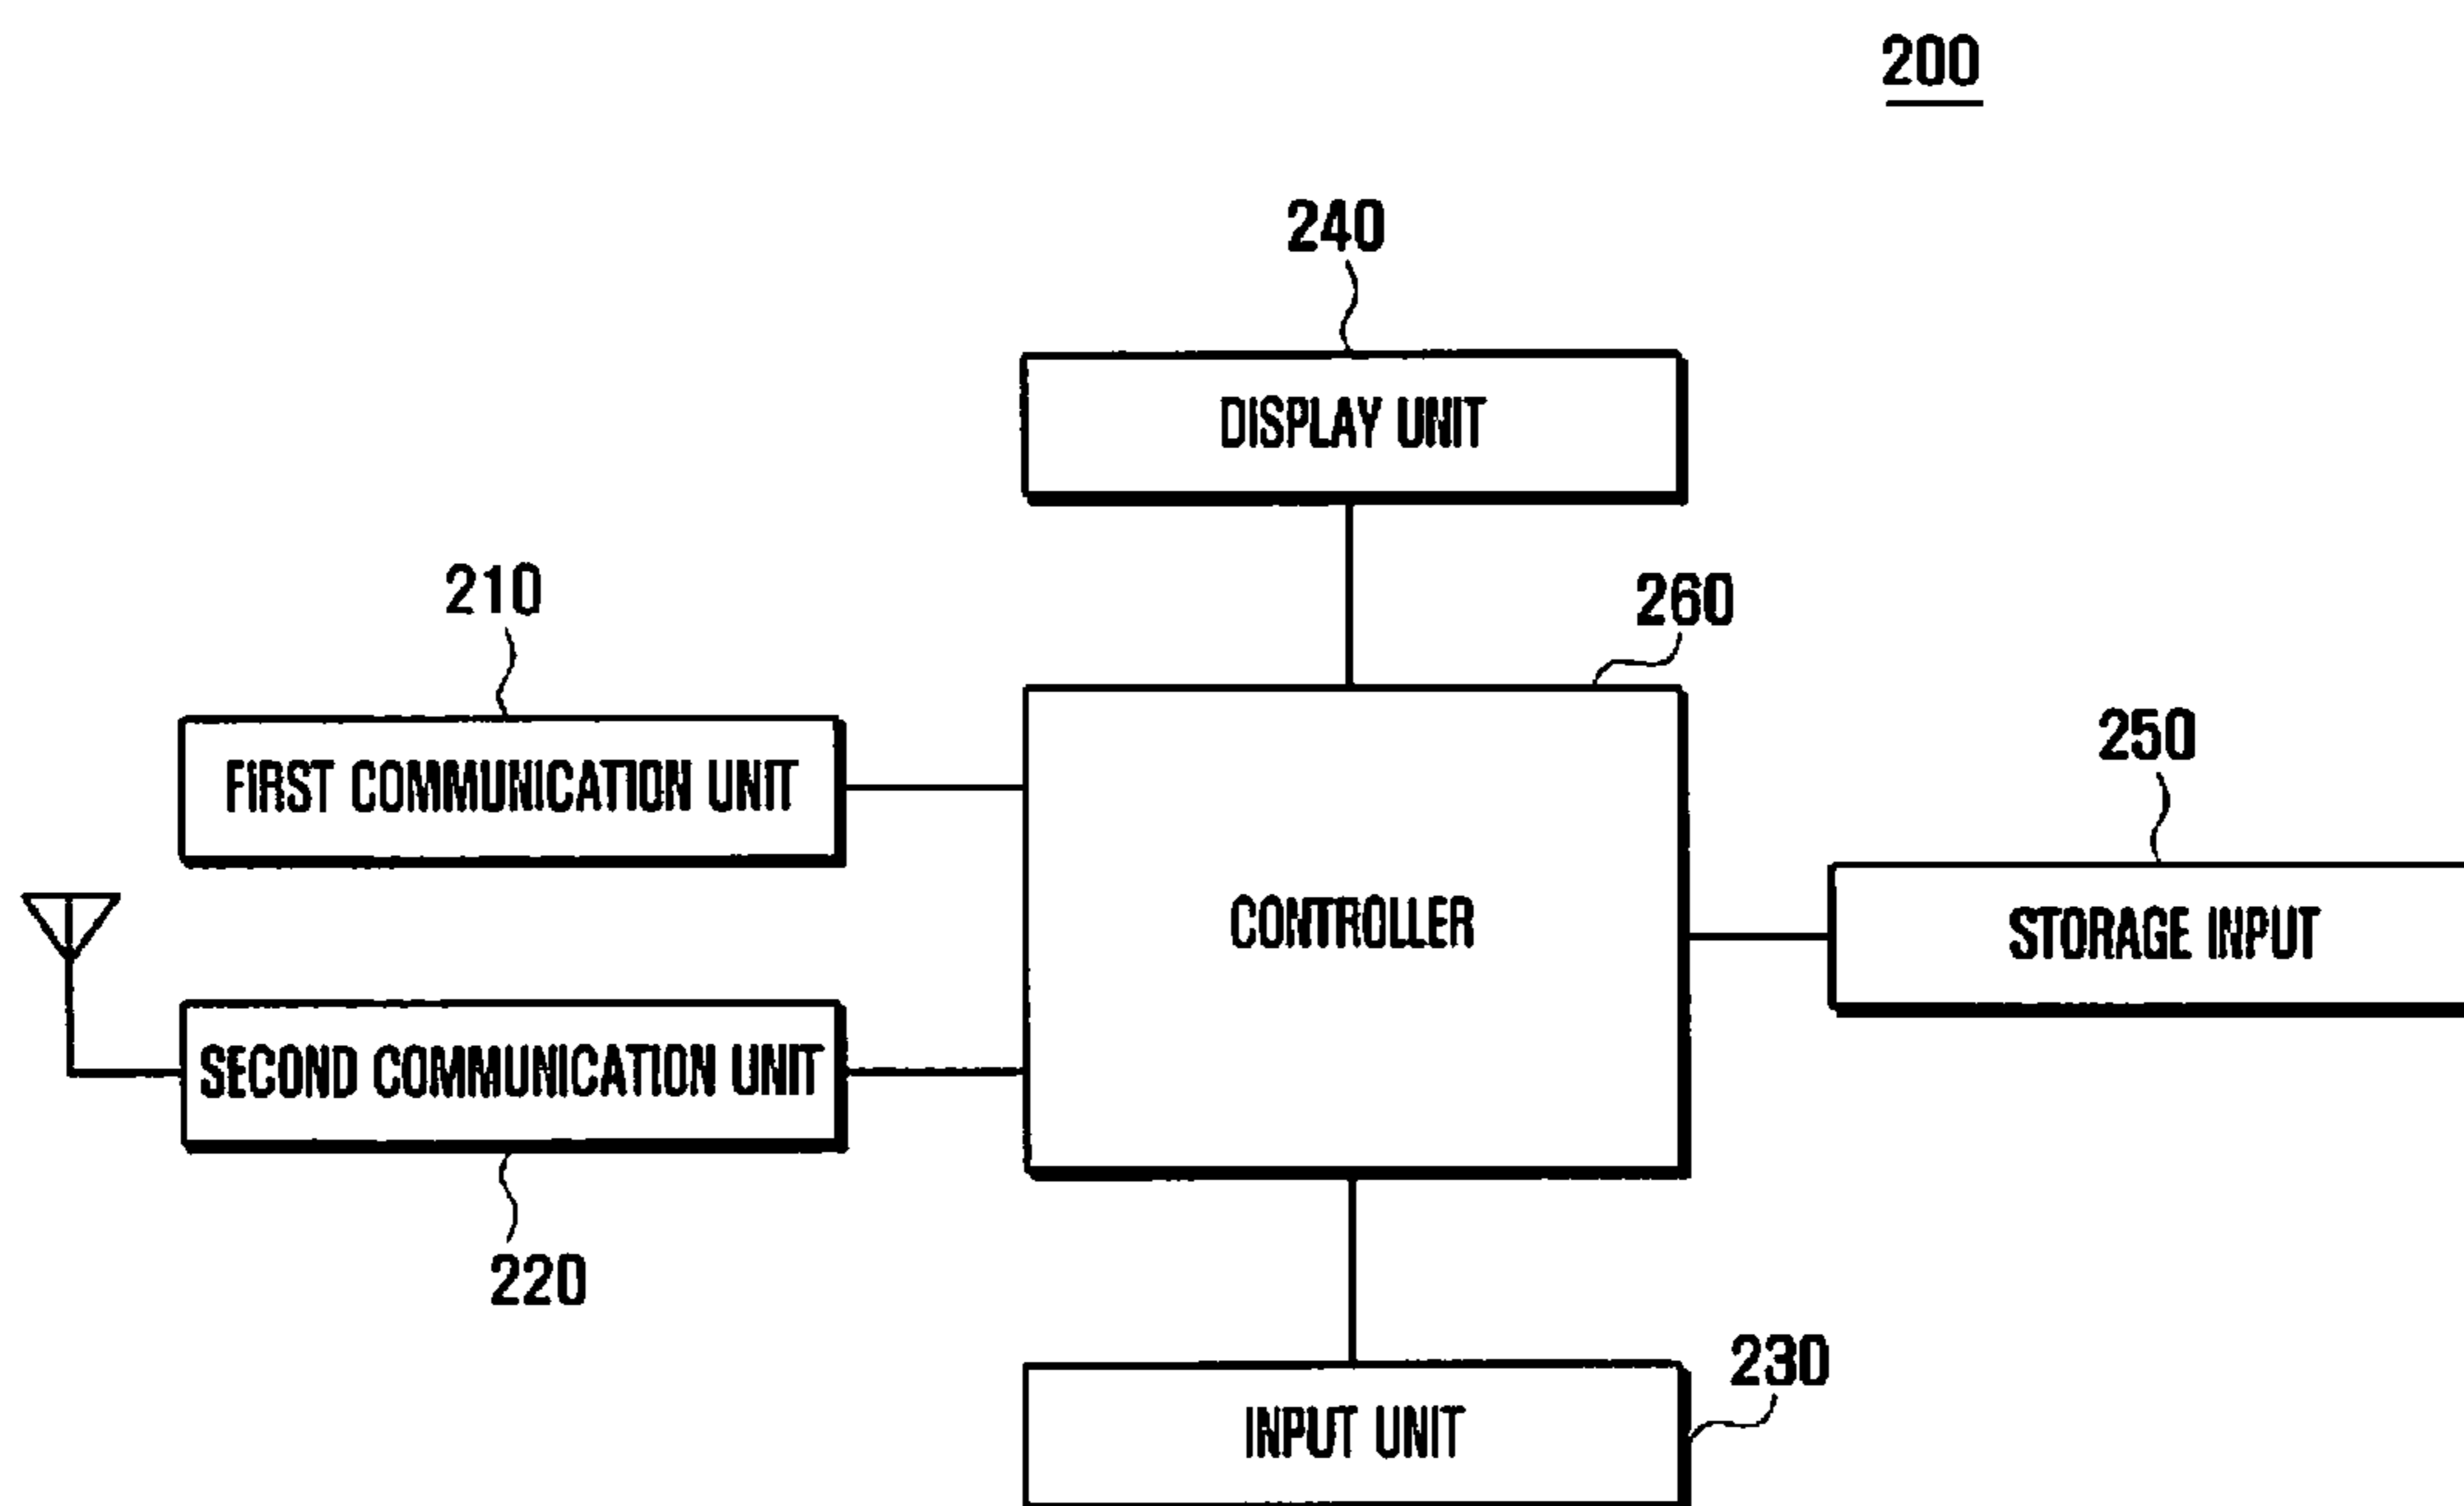 200
240
DISPLAY UNIT
210
260
FIRST COMMUNICATION UNIT
250
CONTROLLER
STORAGE INPUT
SECOND COMMUNICATION UNIT
220
230
INPUT UNIT